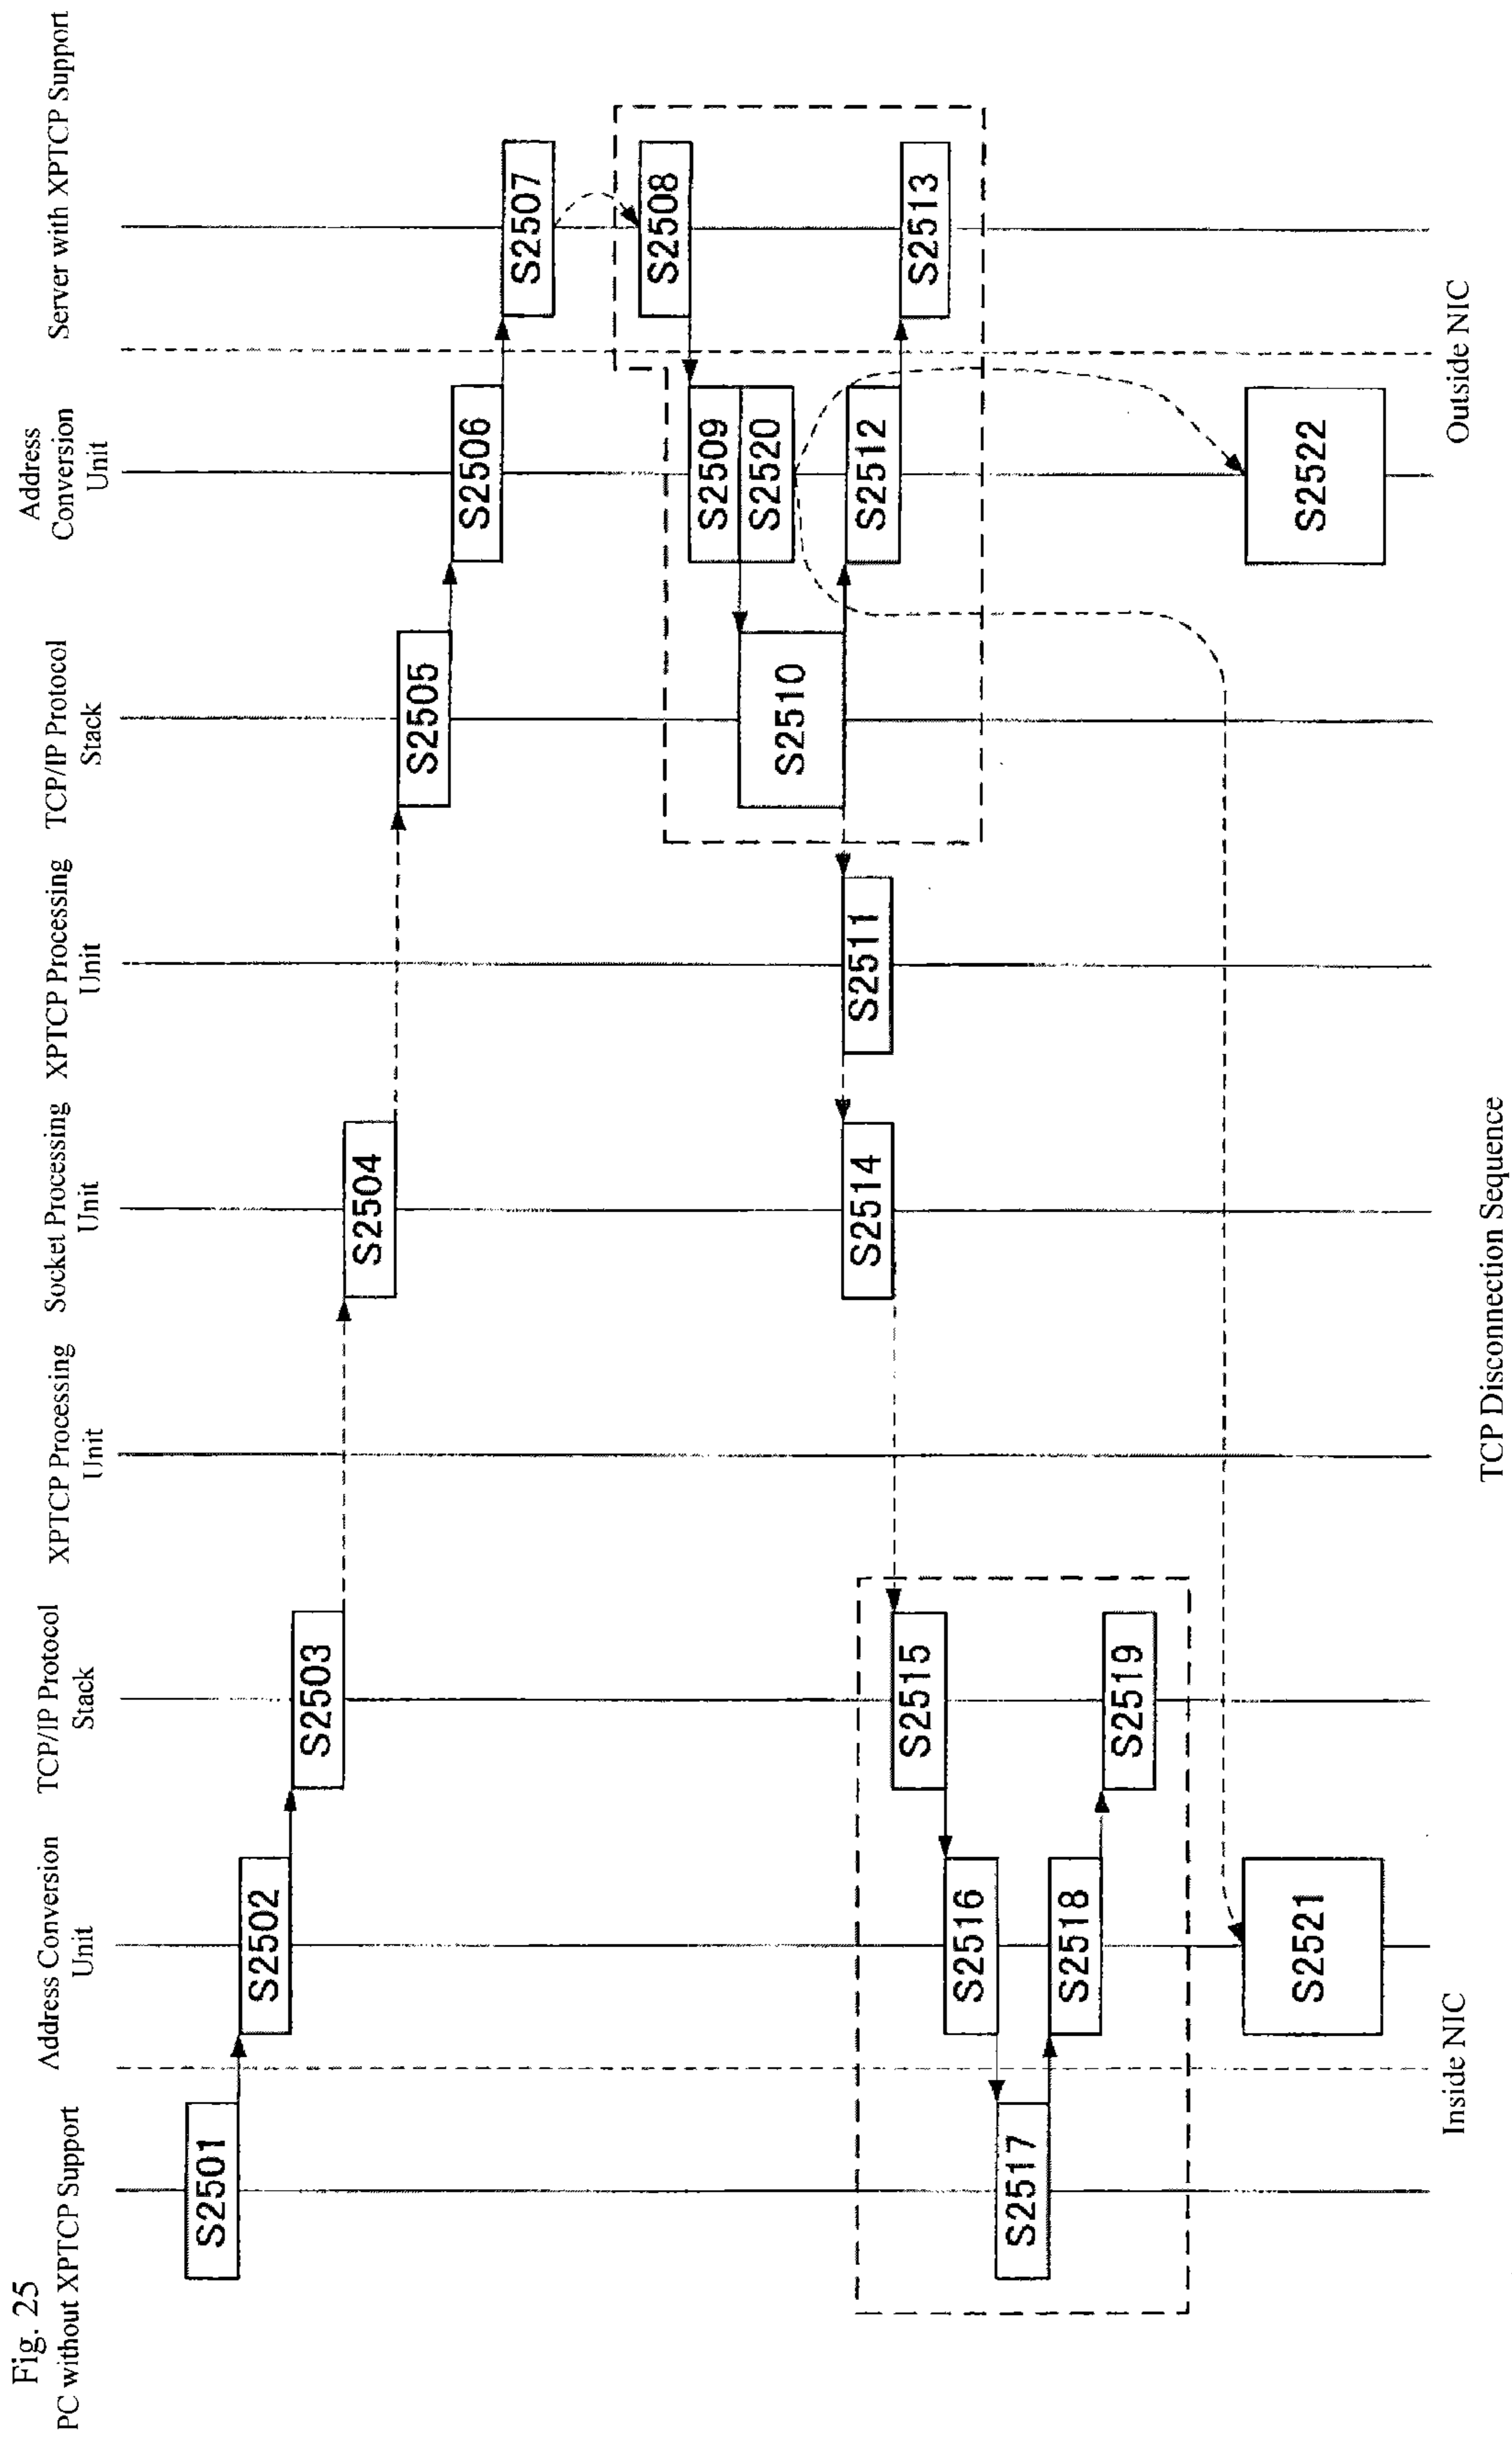 Fig. 25
PC without XPTCP Support
Address Conversion
Unit
TCP/IP Protocol
Stack
XPTCP Processing
Unit
Socket Processing
Unit
XPTCP Processing
Unit
TCP/IP Protocol
Stack
Address
Conversion
Unit
Server with XPTCP Support
S2501
S2502
S2503
S2504
S2505
S2506
S2507
S2508
S2509
S2520
S2510
S2511
S2514
S2512
S2513
S2515
S2516
S2517
S2518
S2519
S2521
S2522
Inside NIC
Outside NIC
TCP Disconnection Sequence